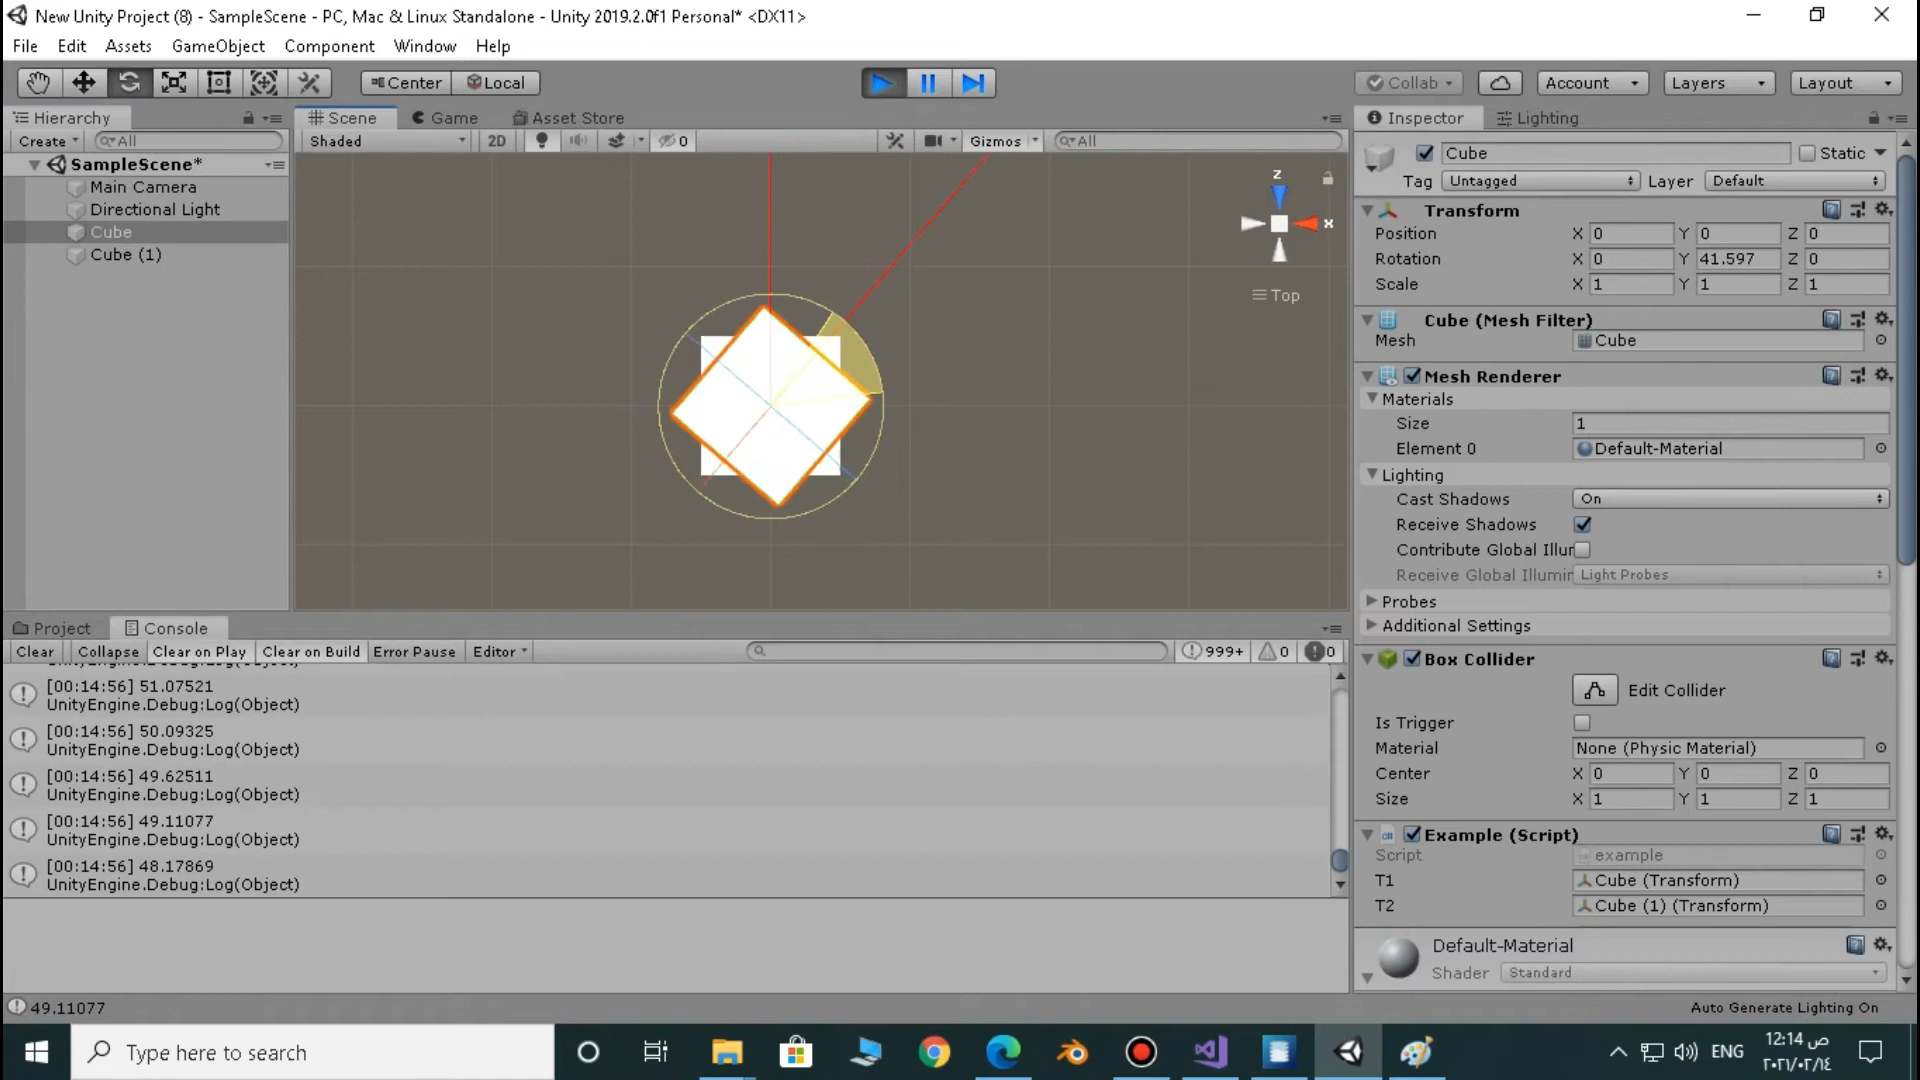 New Unity Project (8) - SampleScene - PC, Mac & Linux Standalone - Unity 2019.2.0f1 Personal* <DX11>
File Edit Assets GameObject Component Window Help
Center Local Collab Account Layers Layout
Hierarchy
Create All
SampleScene*
Main Camera
Directional Light
Cube
Cube (1)
Scene Game Asset Store
Shaded 2D 0 Gizmos All
z
x
Top
Project Console
Clear Collapse Clear on Play Clear on Build Error Pause Editor 999+ 0 0
UnityEngine.Debug:Log(Object)
[00:14:56] 51.07521
UnityEngine.Debug:Log(Object)
[00:14:56] 50.09325
UnityEngine.Debug:Log(Object)
[00:14:56] 49.62511
UnityEngine.Debug:Log(Object)
[00:14:56] 49.11077
UnityEngine.Debug:Log(Object)
[00:14:56] 48.17869
UnityEngine.Debug:Log(Object)
49.11077
Inspector Lighting
Cube Static
Tag Untagged Layer Default
Transform
Position X 0 Y 0 Z 0
Rotation X 0 Y 41.597 Z 0
Scale X 1 Y 1 Z 1
Cube (Mesh Filter)
Mesh Cube
Mesh Renderer
Materials
Size 1
Element 0 Default-Material
Lighting
Cast Shadows On
Receive Shadows
Contribute Global Illur
Receive Global Illumir Light Probes
Probes
Additional Settings
Box Collider
Edit Collider
Is Trigger
Material None (Physic Material)
Center X 0 Y 0 Z 0
Size X 1 Y 1 Z 1
Example (Script)
Script example
T1 Cube (Transform)
T2 Cube (1) (Transform)
Default-Material
Shader Standard
Auto Generate Lighting On
Type here to search
ENG
12:14 ص
٢٠٢١/٠٢/١٤